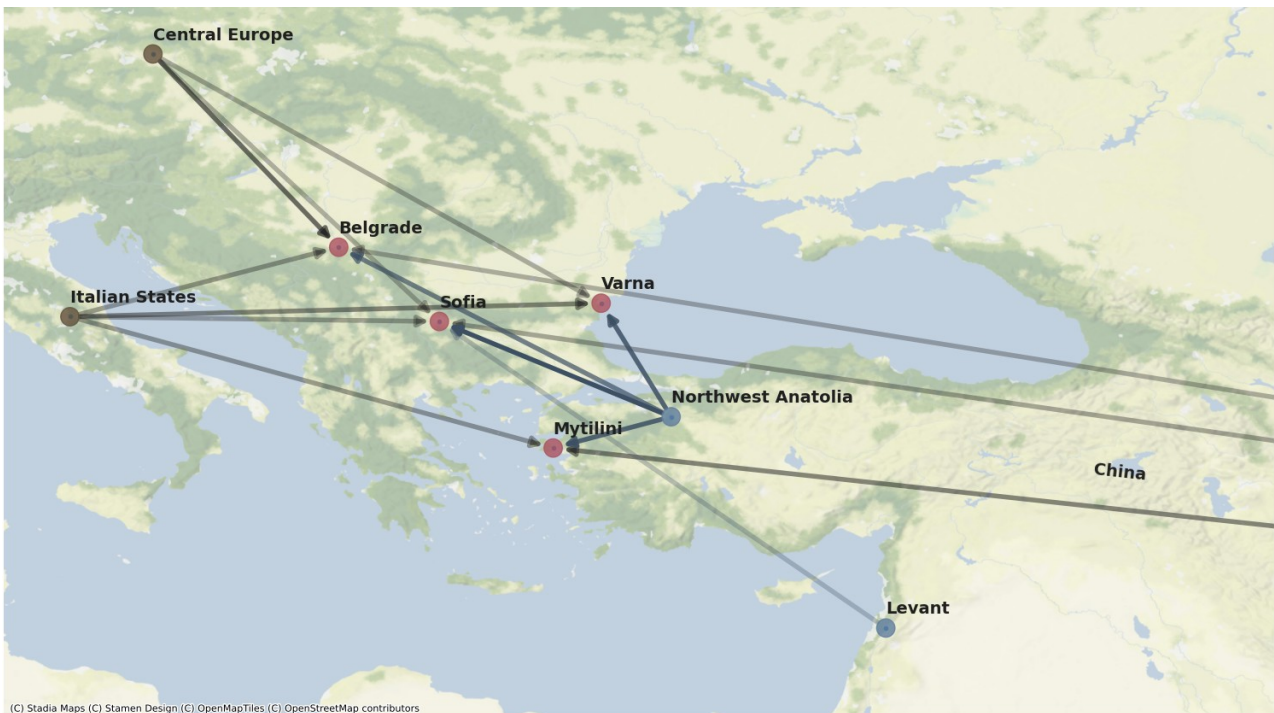 Central Europe
Belgrade
Varna
Italian States
Sofia
Northwest Anatolia
Mytilini
China
Levant
(C) Stadia Maps (C) Stamen Design (C) OpenMapTiles (C) OpenStreetMap contributors